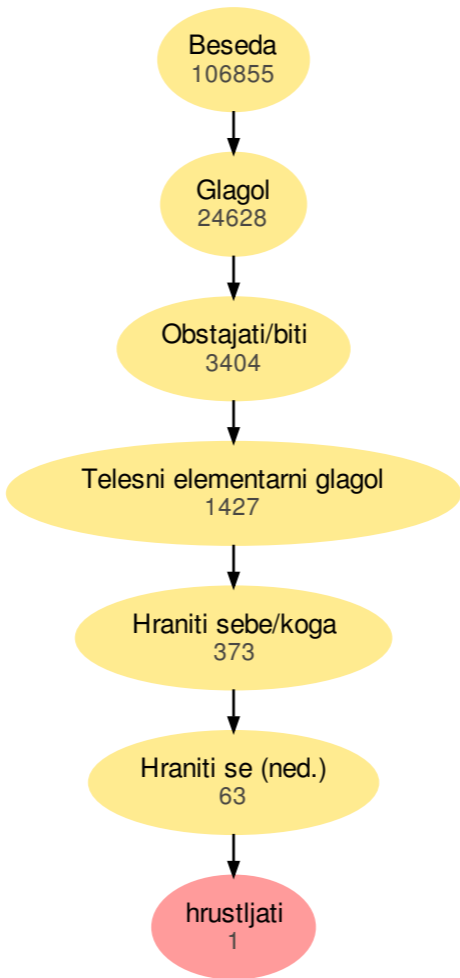 Beseda
106855
Glagol
24628
Obstajati/biti
3404
Telesni elementarni glagol
1427
Hraniti sebe/koga
373
Hraniti se (ned.)
63
hrustljati
1